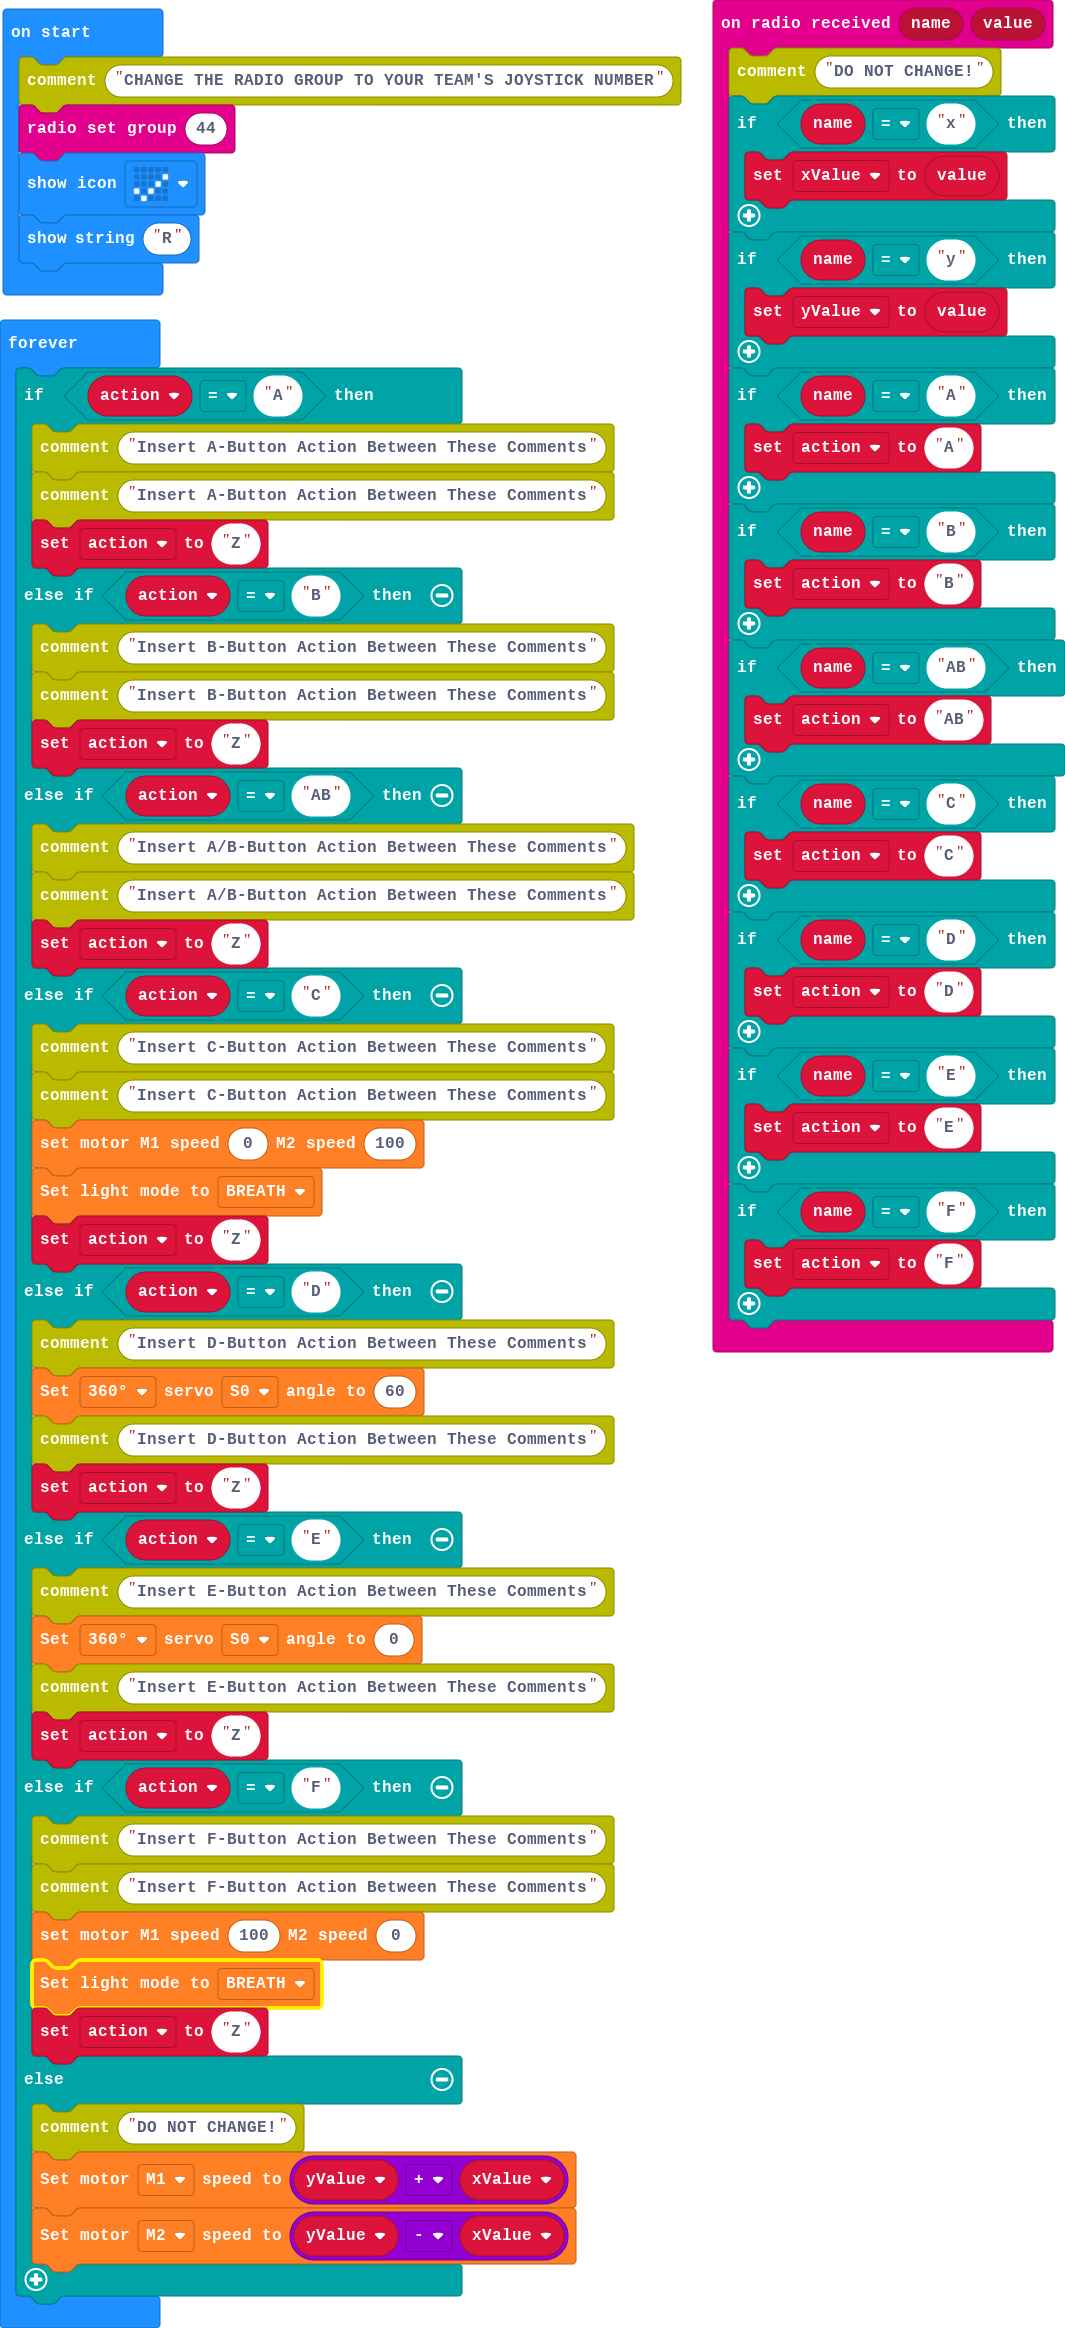 on start
comment "CHANGE THE RADIO GROUP TO YOUR TEAM'S JOYSTICK NUMBER"
radio set group 44
show icon
show string "R"
forever
if action = "A" then
comment "Insert A-Button Action Between These Comments"
comment "Insert A-Button Action Between These Comments"
set action to "Z"
else if action = "B" then
comment "Insert B-Button Action Between These Comments"
comment "Insert B-Button Action Between These Comments"
set action to "Z"
else if action = "AB" then
comment "Insert A/B-Button Action Between These Comments"
comment "Insert A/B-Button Action Between These Comments"
set action to "Z"
else if action = "C" then
comment "Insert C-Button Action Between These Comments"
comment "Insert C-Button Action Between These Comments"
set motor M1 speed 0 M2 speed 100
Set light mode to BREATH
set action to "Z"
else if action = "D" then
comment "Insert D-Button Action Between These Comments"
Set 360° servo S0 angle to 60
comment "Insert D-Button Action Between These Comments"
set action to "Z"
else if action = "E" then
comment "Insert E-Button Action Between These Comments"
Set 360° servo S0 angle to 0
comment "Insert E-Button Action Between These Comments"
set action to "Z"
else if action = "F" then
comment "Insert F-Button Action Between These Comments"
comment "Insert F-Button Action Between These Comments"
set motor M1 speed 100 M2 speed 0
Set light mode to BREATH
set action to "Z"
else
comment "DO NOT CHANGE!"
Set motor M1 speed to yValue + xValue
Set motor M2 speed to yValue - xValue
on radio received name value
comment "DO NOT CHANGE!"
if name = "x" then
set xValue to value
if name = "y" then
set yValue to value
if name = "A" then
set action to "A"
if name = "B" then
set action to "B"
if name = "AB" then
set action to "AB"
if name = "C" then
set action to "C"
if name = "D" then
set action to "D"
if name = "E" then
set action to "E"
if name = "F" then
set action to "F"